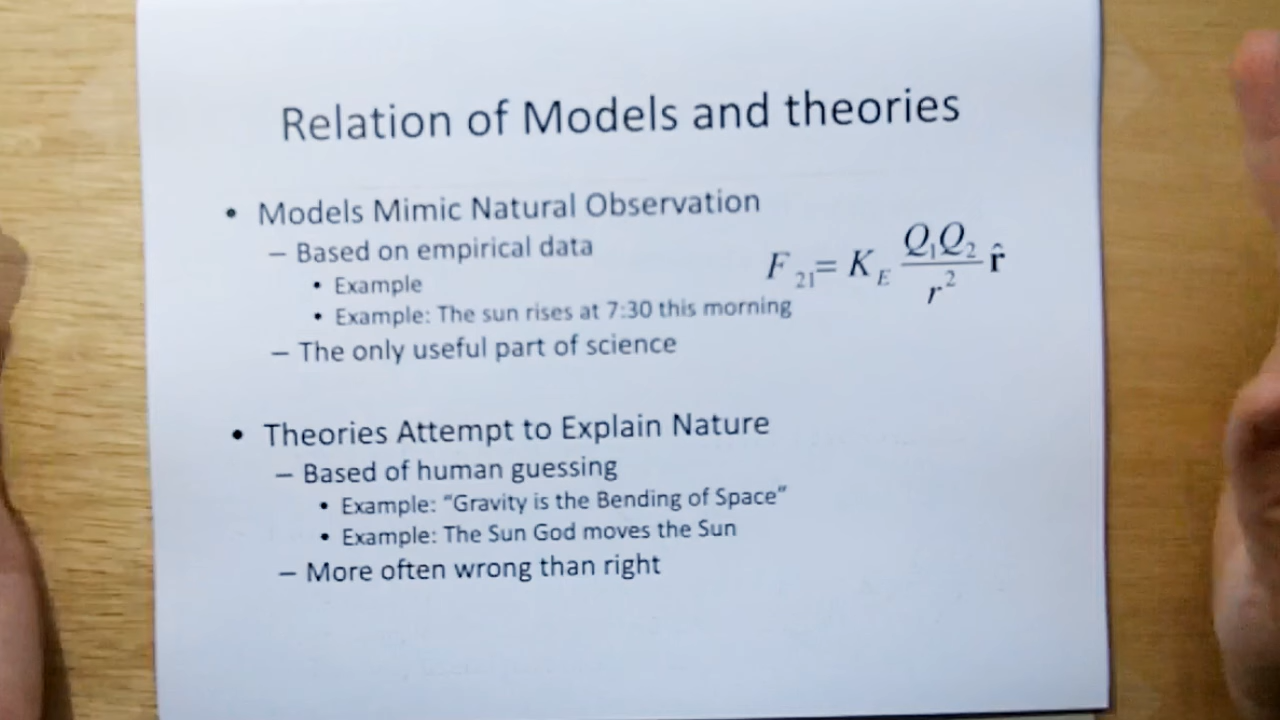 Relation of Models and theories
• Models Mimic Natural Observation
– Based on empirical data
• Example
F₂₁= K_E Q₁Q₂/r² r̂
• Example: The sun rises at 7:30 this morning
– The only useful part of science
• Theories Attempt to Explain Nature
– Based of human guessing
• Example: “Gravity is the Bending of Space”
• Example: The Sun God moves the Sun
– More often wrong than right